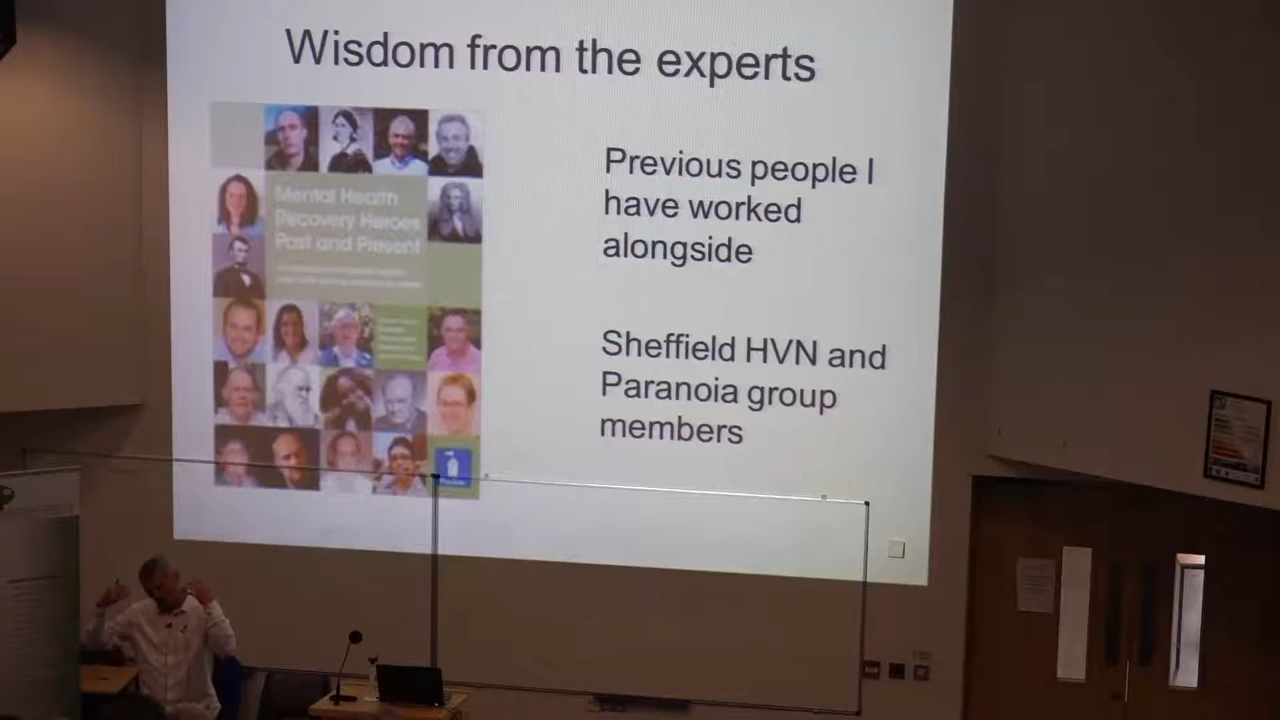 Wisdom from the experts
Mental Health
Recovery Heroes
Past and Present
Previous people I
have worked
alongside
Sheffield HVN and
Paranoia group
members